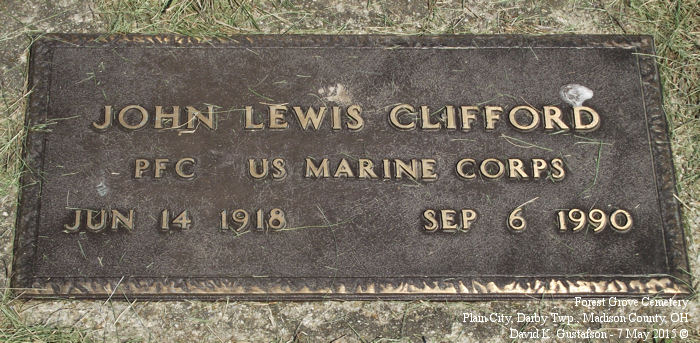 JOHN LEWIS CLIFFORD
PFC US MARINE CORPS
JUN 14 1918 SEP 6 1990
Forest Grove Cemetery
Plain City, Darby Twp., Madison County, OH
David K. Gustafson - 7 May 2015 ©